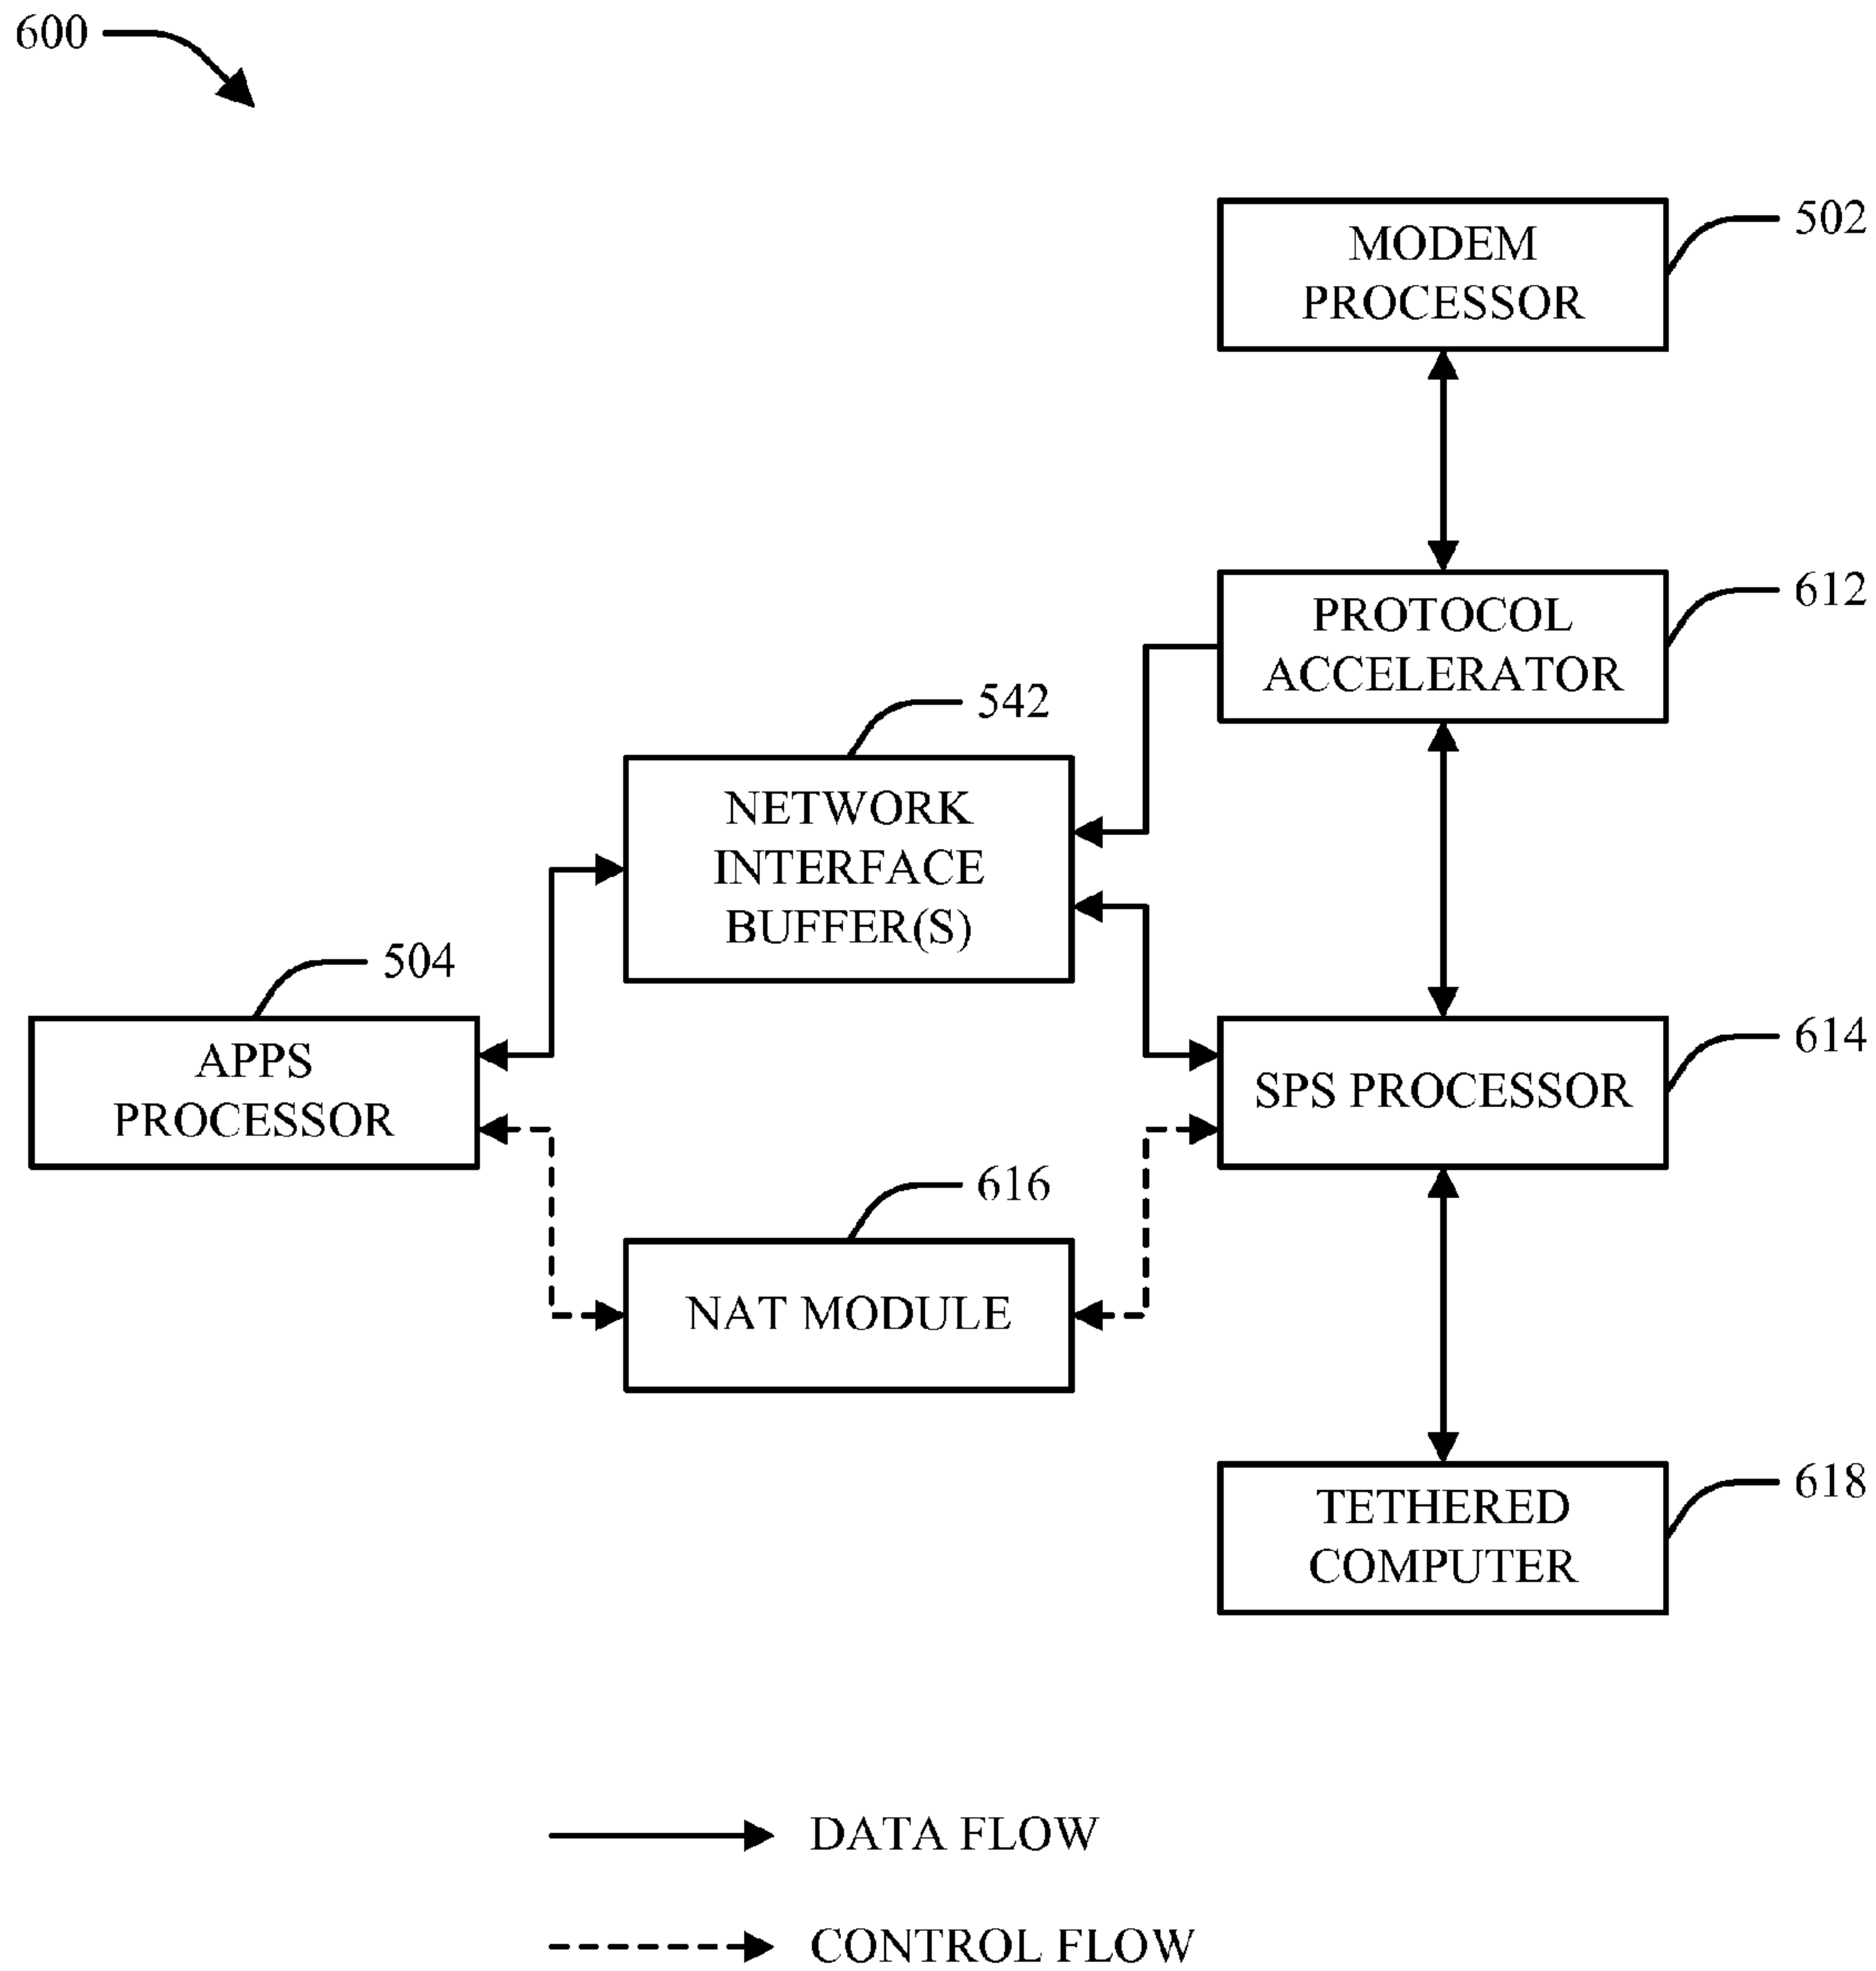 600
MODEM
PROCESSOR
502
PROTOCOL
ACCELERATOR
612
542
NETWORK
INTERFACE
BUFFER(S)
504
APPS
PROCESSOR
SPS PROCESSOR
614
616
NAT MODULE
TETHERED
COMPUTER
618
DATA FLOW
CONTROL FLOW